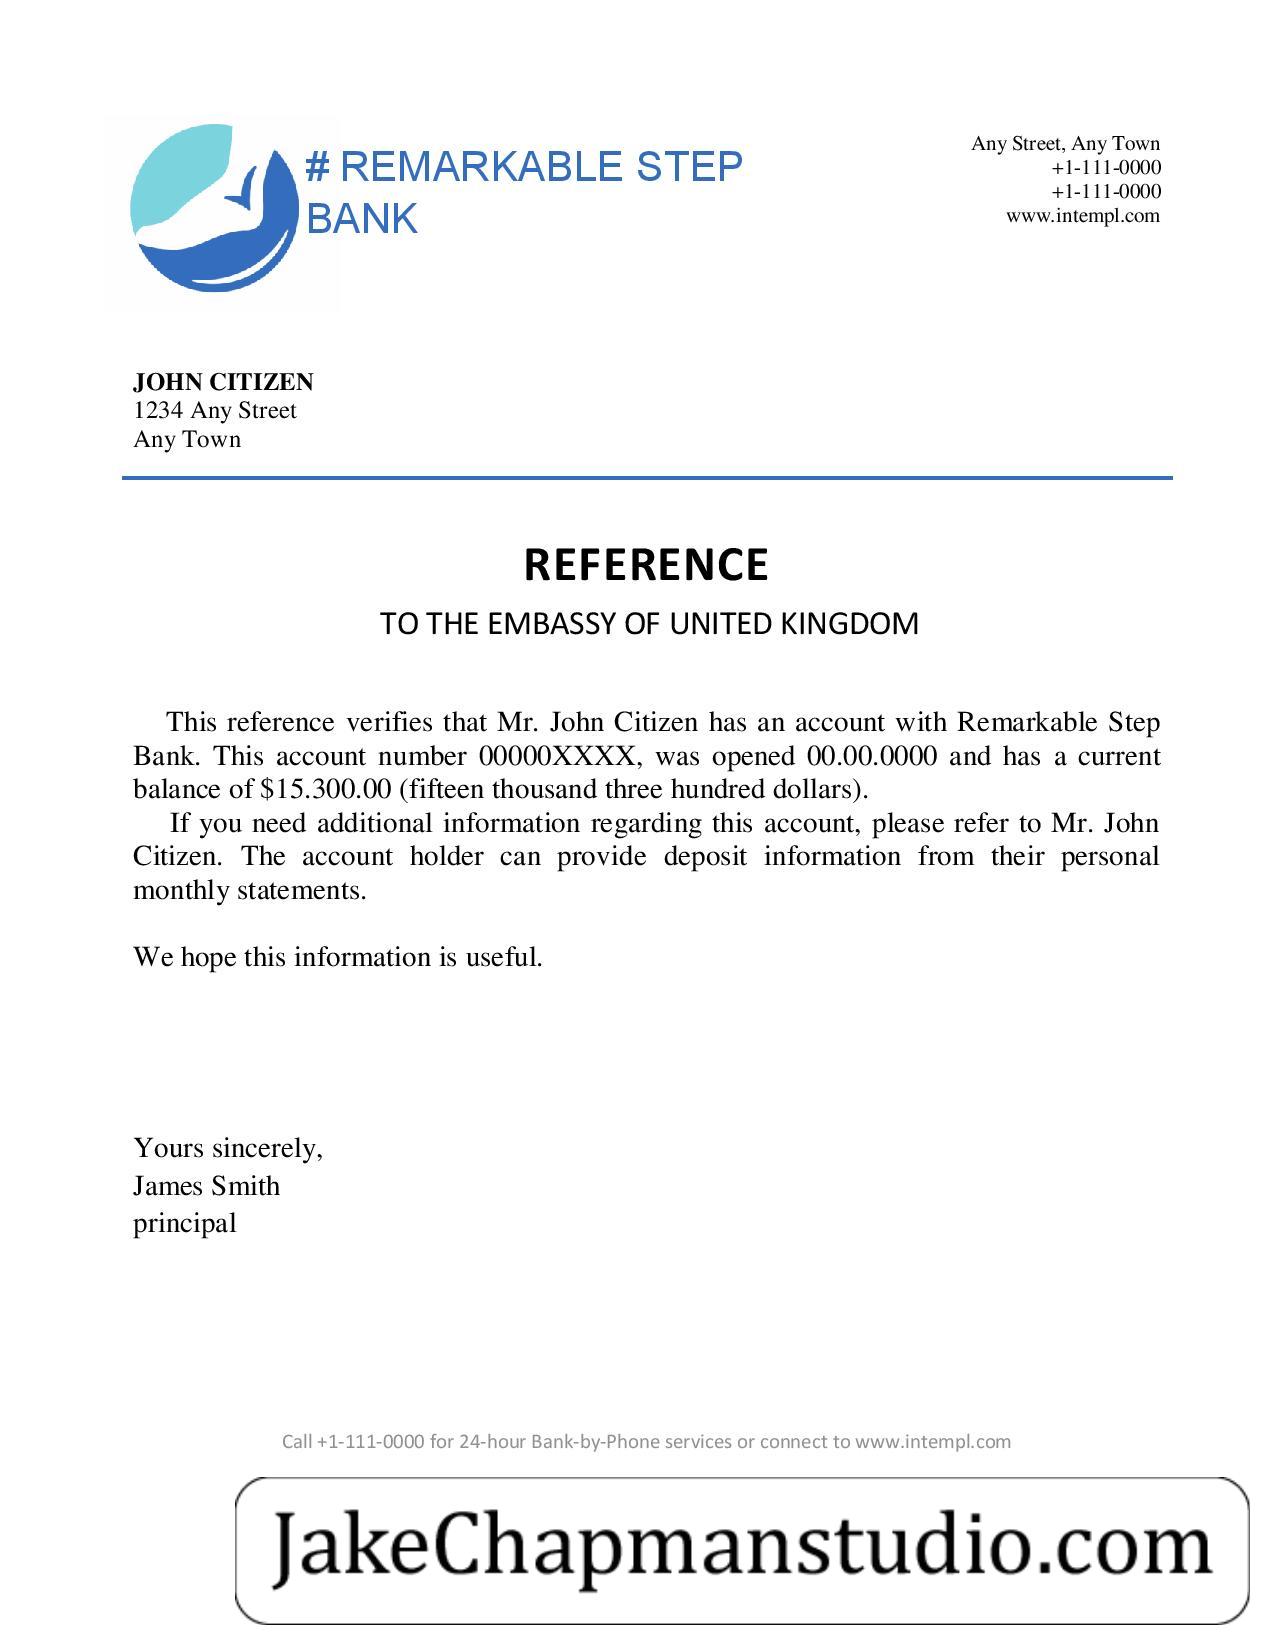 # REMARKABLE STEP
BANK
Any Street, Any Town
+1-111-0000
+1-111-0000
www.intempl.com
JOHN CITIZEN
1234 Any Street
Any Town
REFERENCE
TO THE EMBASSY OF UNITED KINGDOM
This reference verifies that Mr. John Citizen has an account with Remarkable Step
Bank. This account number 00000XXXX, was opened 00.00.0000 and has a current
balance of $15.300.00 (fifteen thousand three hundred dollars).
If you need additional information regarding this account, please refer to Mr. John
Citizen. The account holder can provide deposit information from their personal
monthly statements.
We hope this information is useful.
Yours sincerely,
James Smith
principal
Call +1-111-0000 for 24-hour Bank-by-Phone services or connect to www.intempl.com
JakeChapmanstudio.com